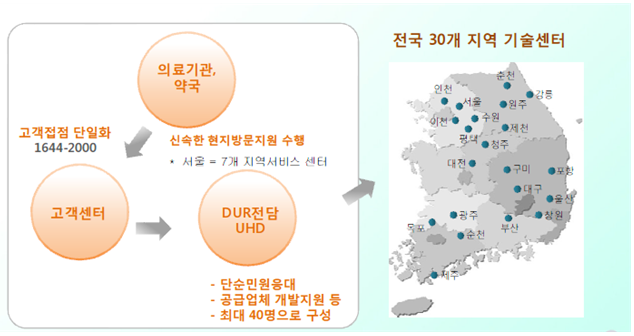 전국 30개 지역 기술센터
의료기관,
약국
고객접점 단일화
1644-2000
신속한 현지방문지원 수행
* 서울 = 7개 지역서비스 센터
고객센터
DUR전담
UHD
- 단순민원응대
- 공급업체 개발지원 등
- 최대 40명으로 구성
순천
강릉
인천
서울
원주
이천
수원
평택
제천
청주
대전
구미
포항
대구
울산
광주
창원
목포
순천
부산
제주